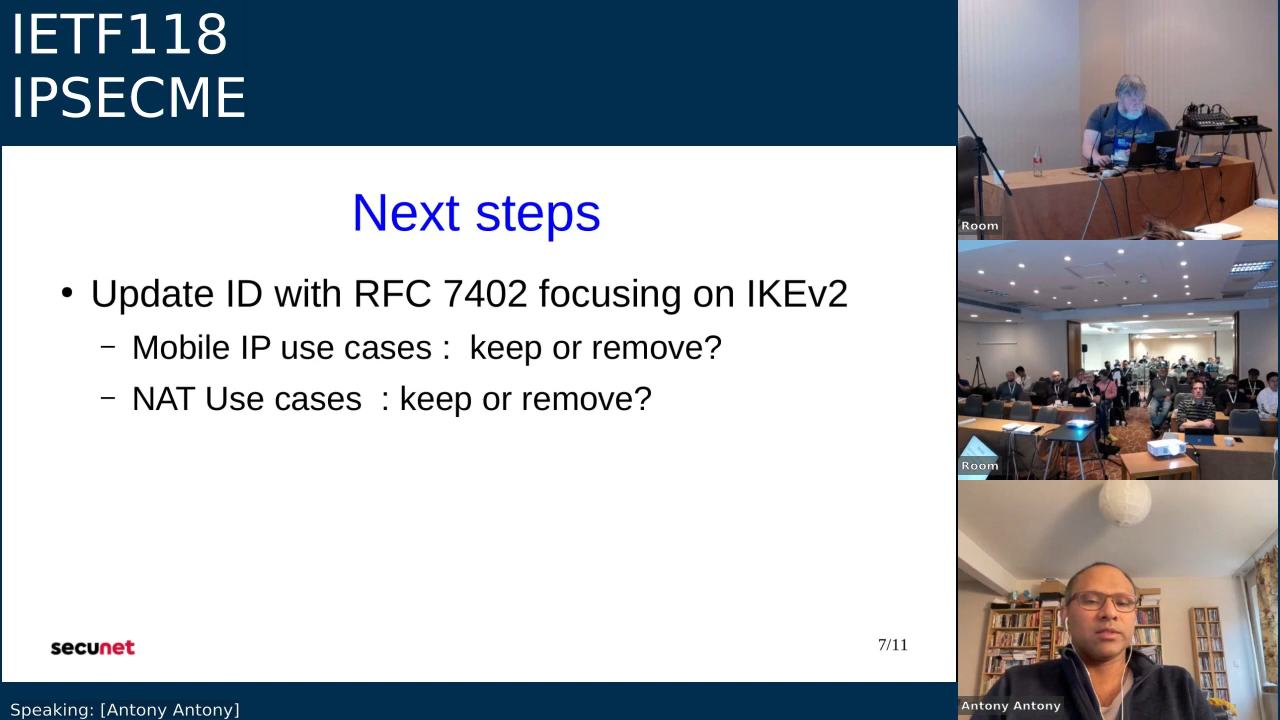 IETF118
IPSECME
Next steps
• Update ID with RFC 7402 focusing on IKEv2
– Mobile IP use cases :  keep or remove?
– NAT Use cases  : keep or remove?
secunet
7/11
Speaking: [Antony Antony]
Room
Room
Antony Antony